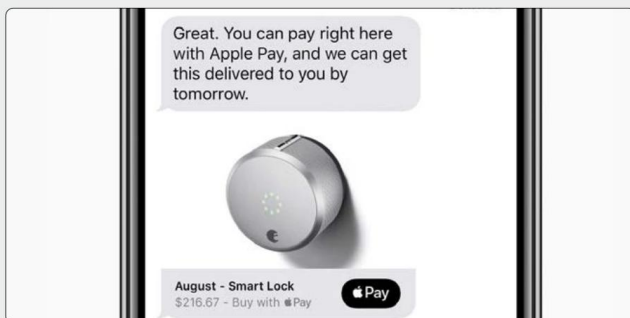 Great. You can pay right here
with Apple Pay, and we can get
this delivered to you by
tomorrow.
August - Smart Lock
$216.67 - Buy with Pay
Pay